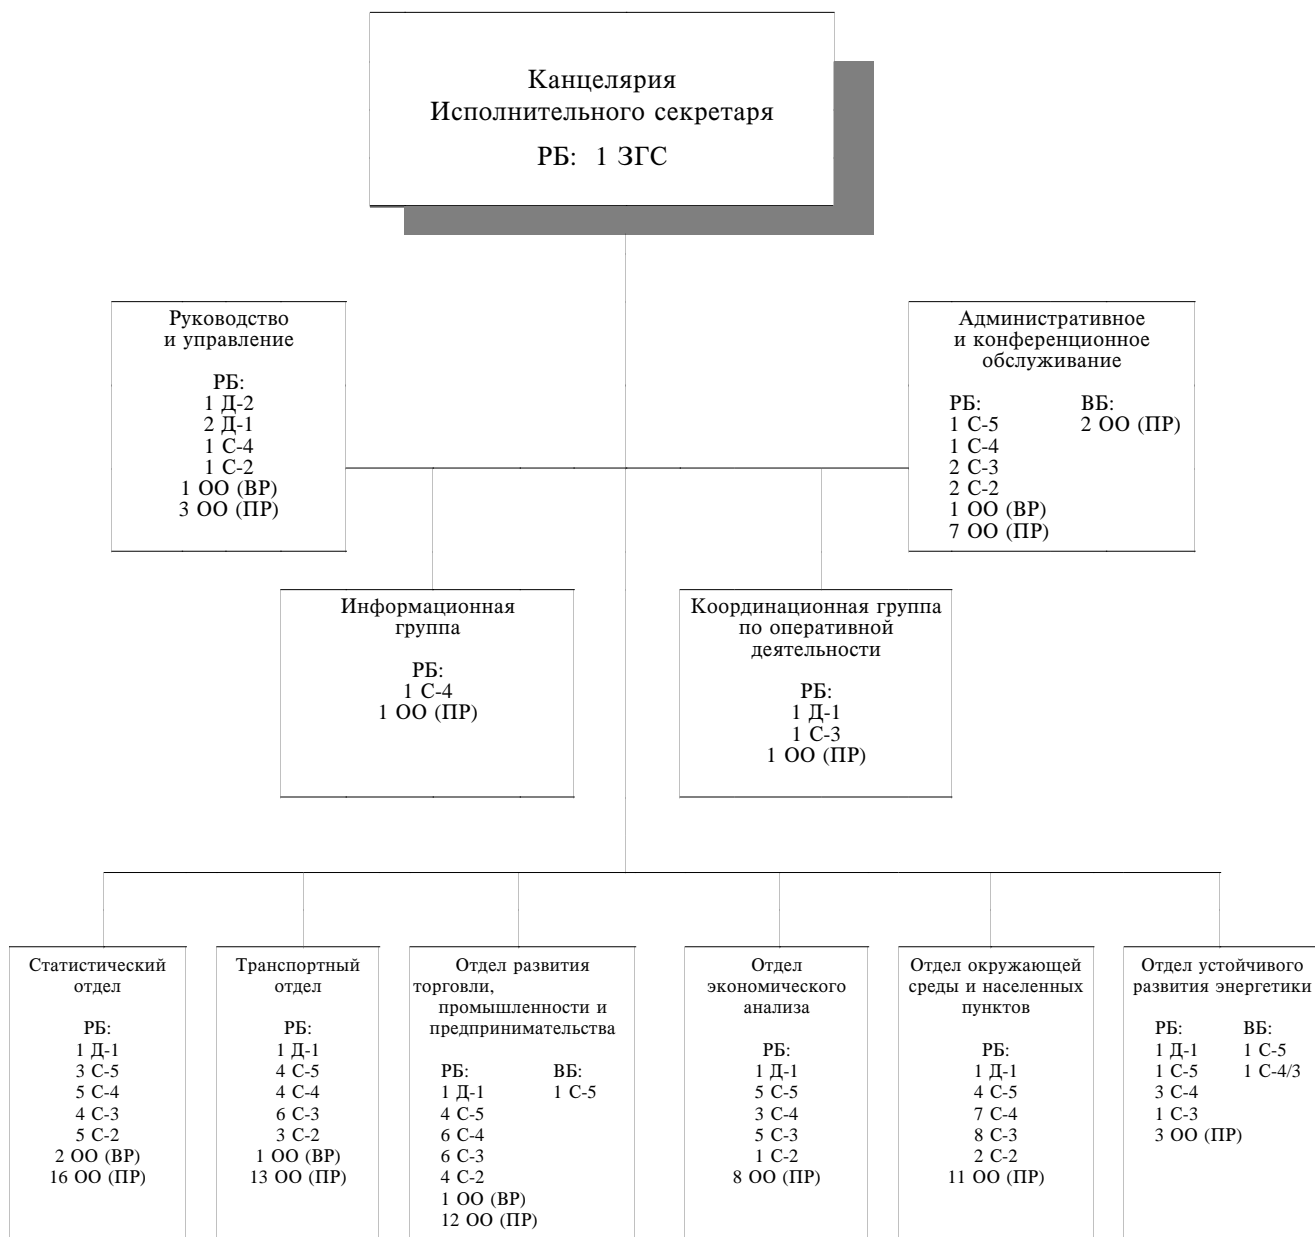 Канцелярия
Исполнительного секретаря
РБ: 1 ЗГС
Руководство
и управление
РБ:
1 Д-2
2 Д-1
1 С-4
1 С-2
1 ОО (ВР)
3 ОО (ПР)
Административное
и конференционное
обслуживание
РБ:
1 С-5
1 С-4
2 С-3
2 С-2
1 ОО (ВР)
7 ОО (ПР)
ВБ:
2 ОО (ПР)
Информационная
группа
РБ:
1 С-4
1 ОО (ПР)
Координационная группа
по оперативной
деятельности
РБ:
1 Д-1
1 С-3
1 ОО (ПР)
Статистический
отдел
РБ:
1 Д-1
3 С-5
5 С-4
4 С-3
5 С-2
2 ОО (ВР)
16 ОО (ПР)
Транспортный
отдел
РБ:
1 Д-1
4 С-5
4 С-4
6 С-3
3 С-2
1 ОО (ВР)
13 ОО (ПР)
Отдел развития
торговли,
промышленности и
предпринимательства
РБ:
1 Д-1
4 С-5
6 С-4
6 С-3
4 С-2
1 ОО (ВР)
12 ОО (ПР)
ВБ:
1 С-5
Отдел
экономического
анализа
РБ:
1 Д-1
5 С-5
3 С-4
5 С-3
1 С-2
8 ОО (ПР)
Отдел окружающей
среды и населенных
пунктов
РБ:
1 Д-1
4 С-5
7 С-4
8 С-3
2 С-2
11 ОО (ПР)
Отдел устойчивого
развития энергетики
РБ:
1 Д-1
1 С-5
3 С-4
1 С-3
3 ОО (ПР)
ВБ:
1 С-5
1 С-4/3